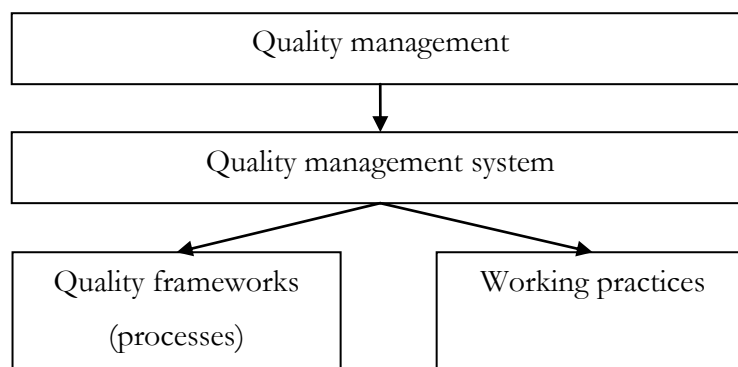 Quality management
Quality management system
Quality frameworks
(processes)
Working practices